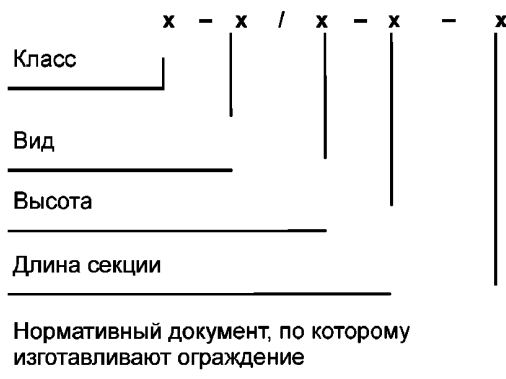 х – х / х – х – х
Класс
Вид
Высота
Длина секции
Нормативный документ, по которому
изготавливают ограждение